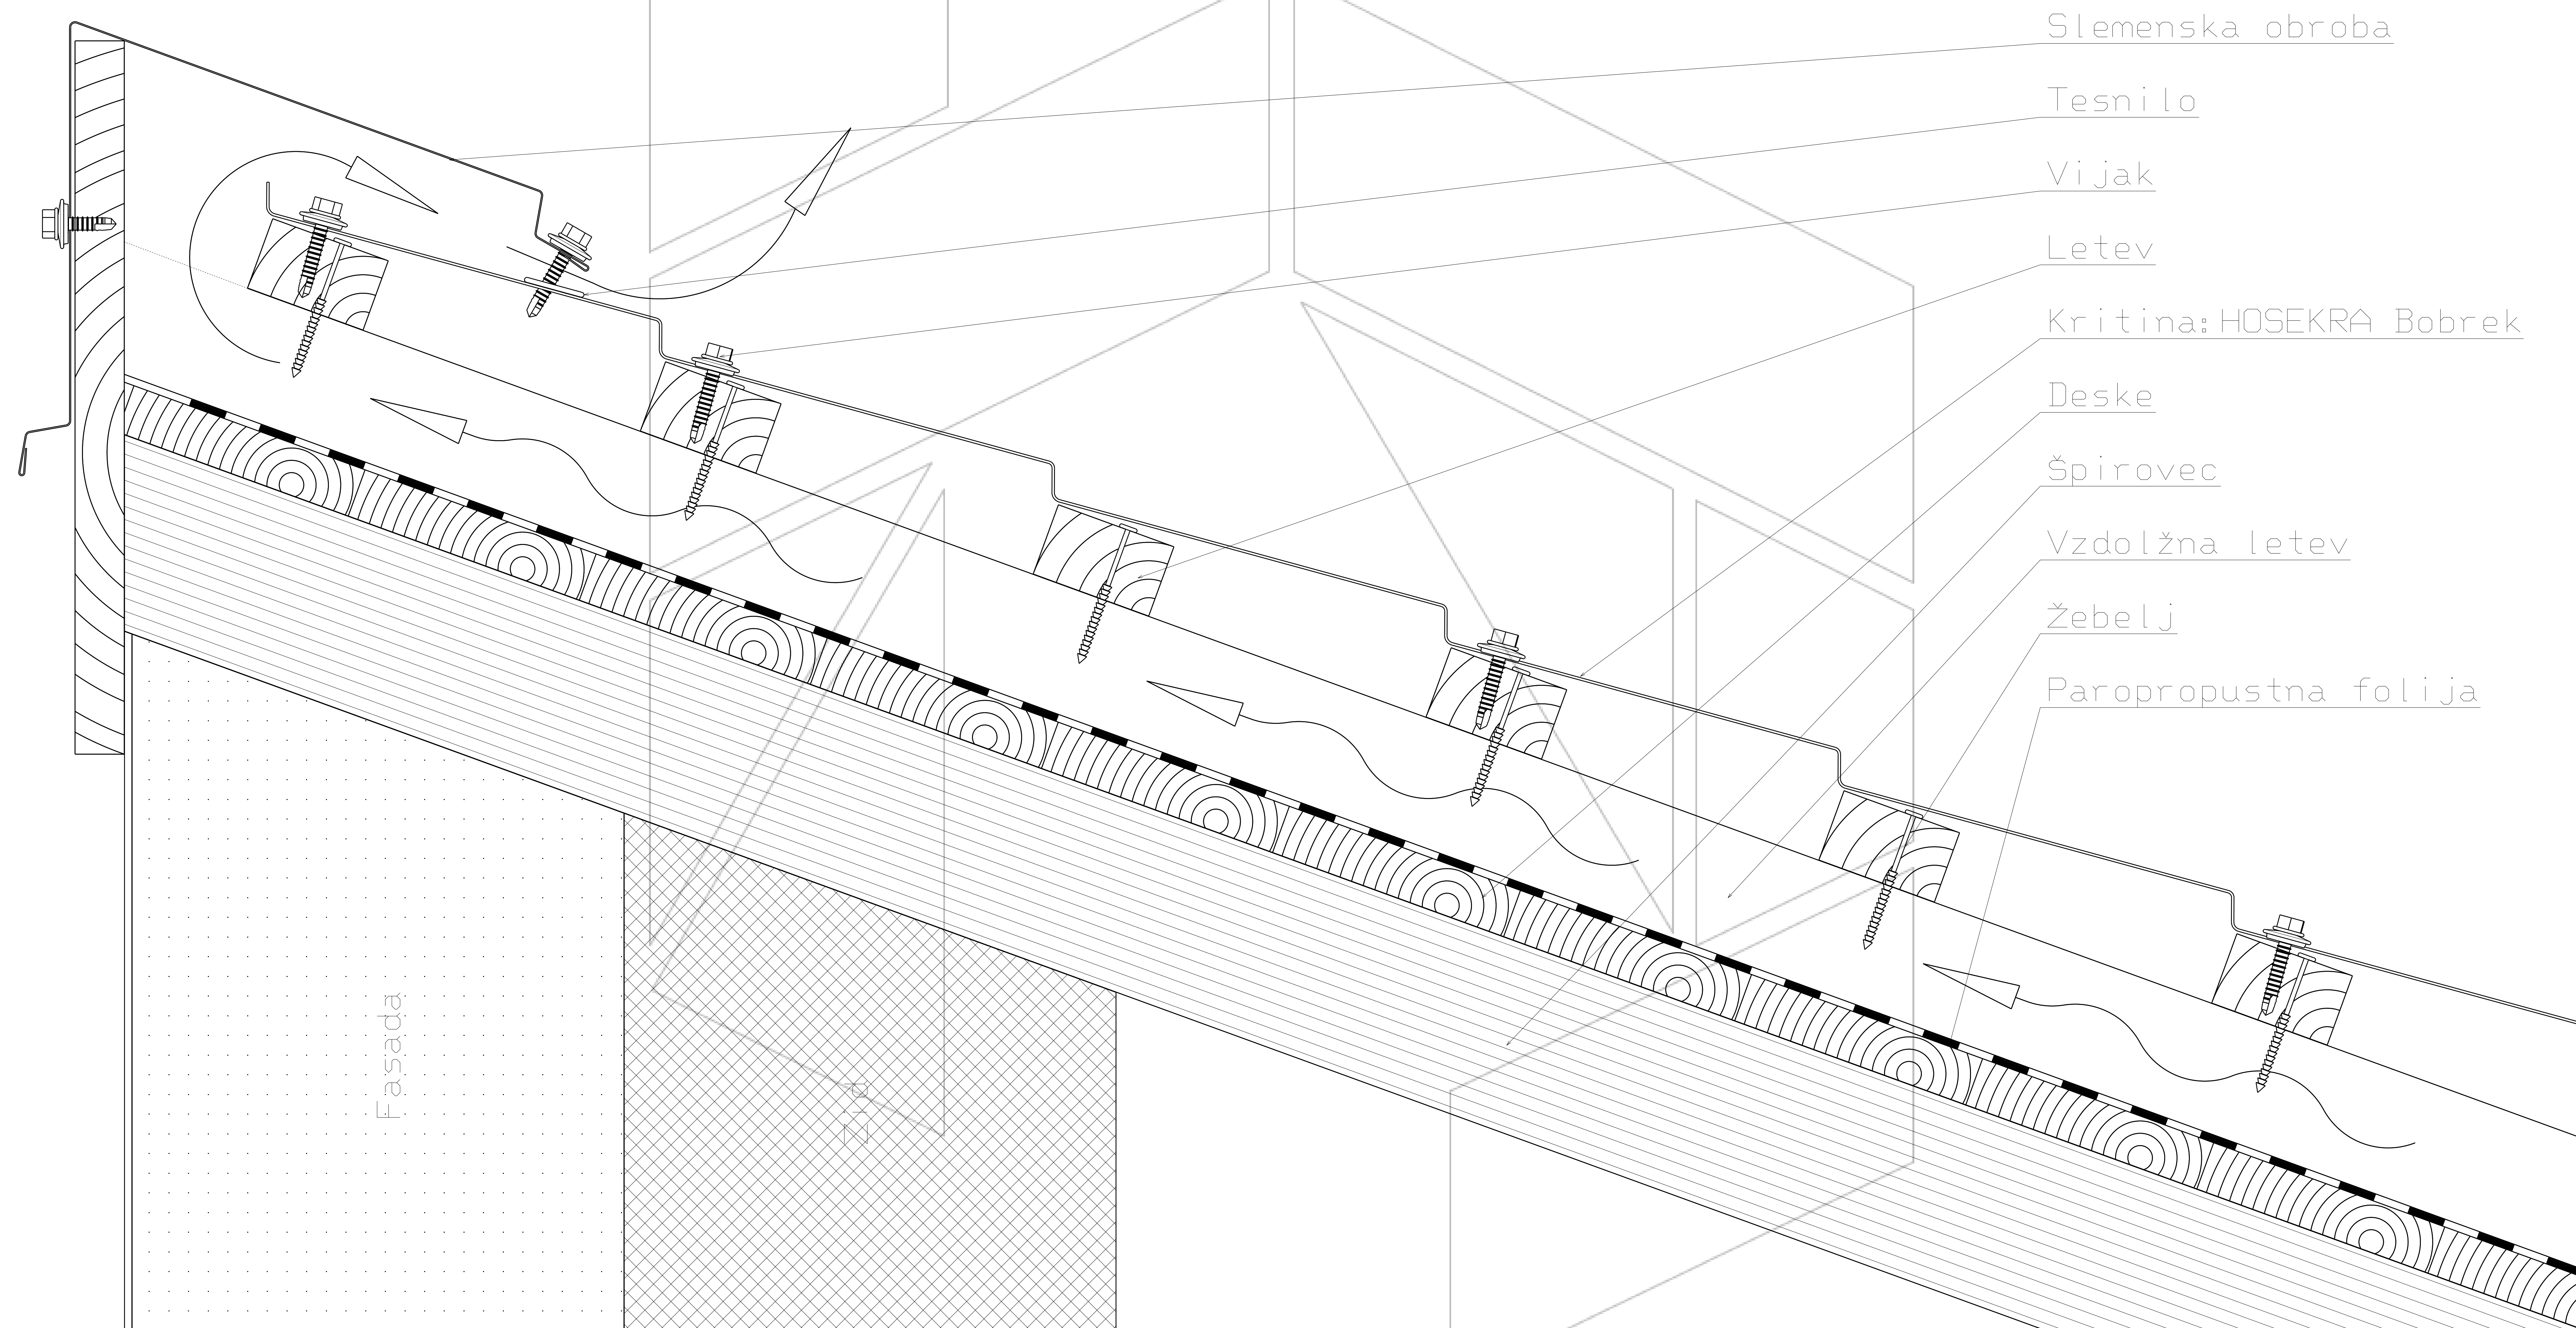 Slemenska obroba
Tesnilo
Vijak
Letev
Kritina: HOSEKRA Bobrek
Deske
Špirovec
Vzdolžna letev
Žebelj
Paropropustna folija
Fasada
Zid